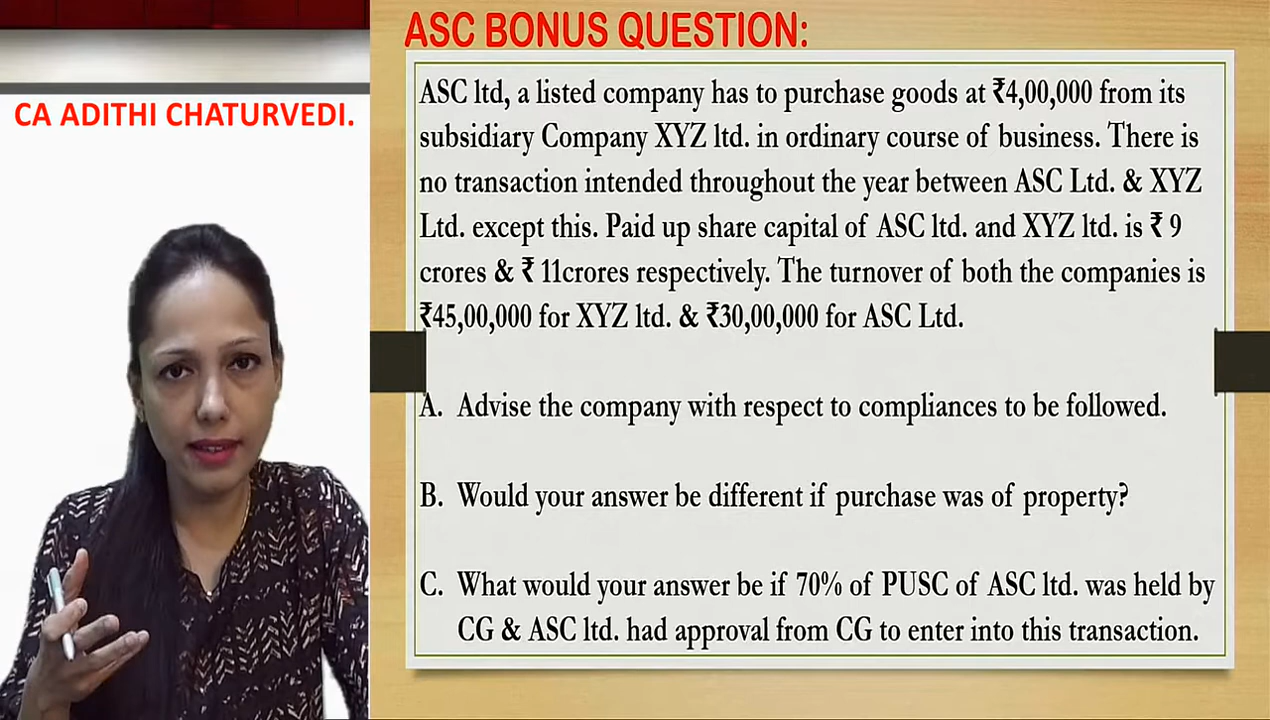 ASC BONUS QUESTION:
CA ADITHI CHATURVEDI.
ASC ltd, a listed company has to purchase goods at ₹4,00,000 from its
subsidiary Company XYZ ltd. in ordinary course of business. There is
no transaction intended throughout the year between ASC Ltd. & XYZ
Ltd. except this. Paid up share capital of ASC ltd. and XYZ ltd. is ₹ 9
crores & ₹ 11crores respectively. The turnover of both the companies is
₹45,00,000 for XYZ ltd. & ₹30,00,000 for ASC Ltd.
A. Advise the company with respect to compliances to be followed.
B. Would your answer be different if purchase was of property?
C. What would your answer be if 70% of PUSC of ASC ltd. was held by
CG & ASC ltd. had approval from CG to enter into this transaction.